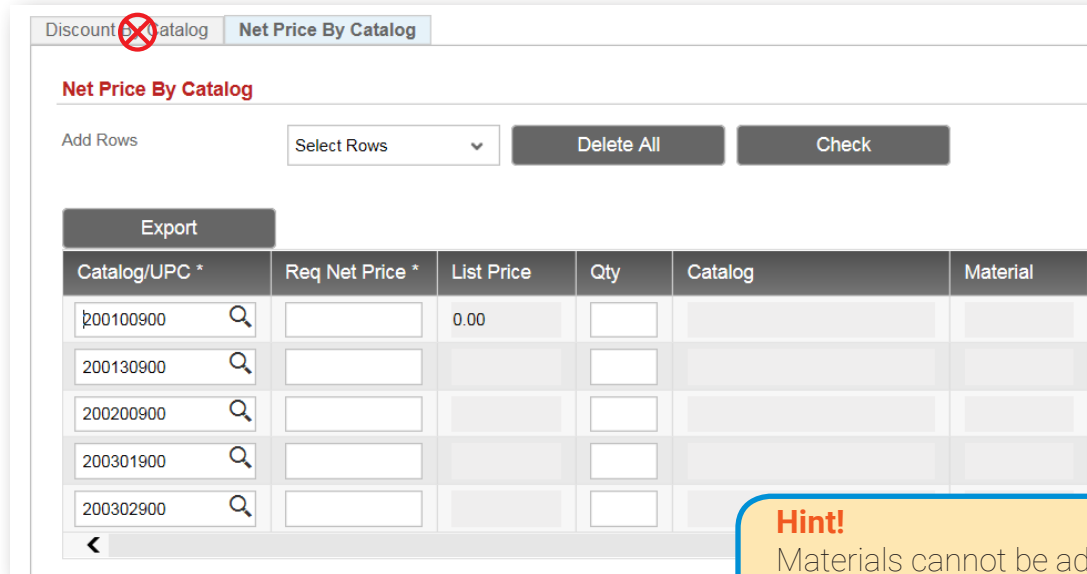 Discount By Catalog Net Price By Catalog
Net Price By Catalog
Add Rows Select Rows Delete All Check
Export
Catalog/UPC * Req Net Price * List Price Qty Catalog Material
200100900 0.00
200130900
200200900
200301900
200302900
Hint!
Materials cannot be ad